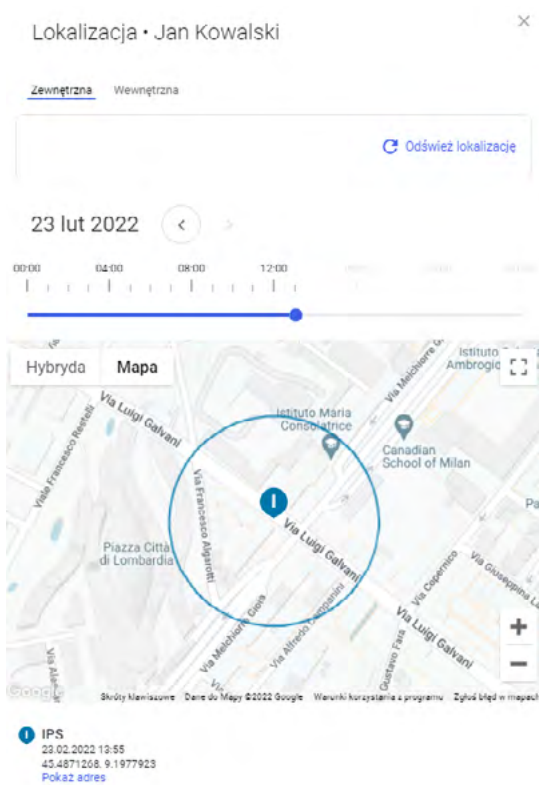 Lokalizacja • Jan Kowalski
Zewnętrzna Wewnętrzna
Odśwież lokalizację
23 lut 2022
00:00 04:00 08:00 12:00
Hybryda Mapa
Istituto
Ambrogio
Via Melchiorre G
Istituto Maria
Consolatrice
Canadian
School of Milan
Via Luigi Galvani
Viale Francesco Restelli
Via Francesco Algarotti
Piazza Città
di Lombardia
Via Luigi Galvani
Pa
Via Copernico
Via Giuseppina La
Via Melchiorre Gioia
Via Alfredo Campanini
Gustavo Fara
Via Luigi Galvani
Google
Skróty klawiszowe Dane do Mapy ©2022 Google Warunki korzystania z programu Zgłoś błąd w mapach
IPS
23.02.2022 13:55
45.4871268, 9.1977923
Pokaż adres